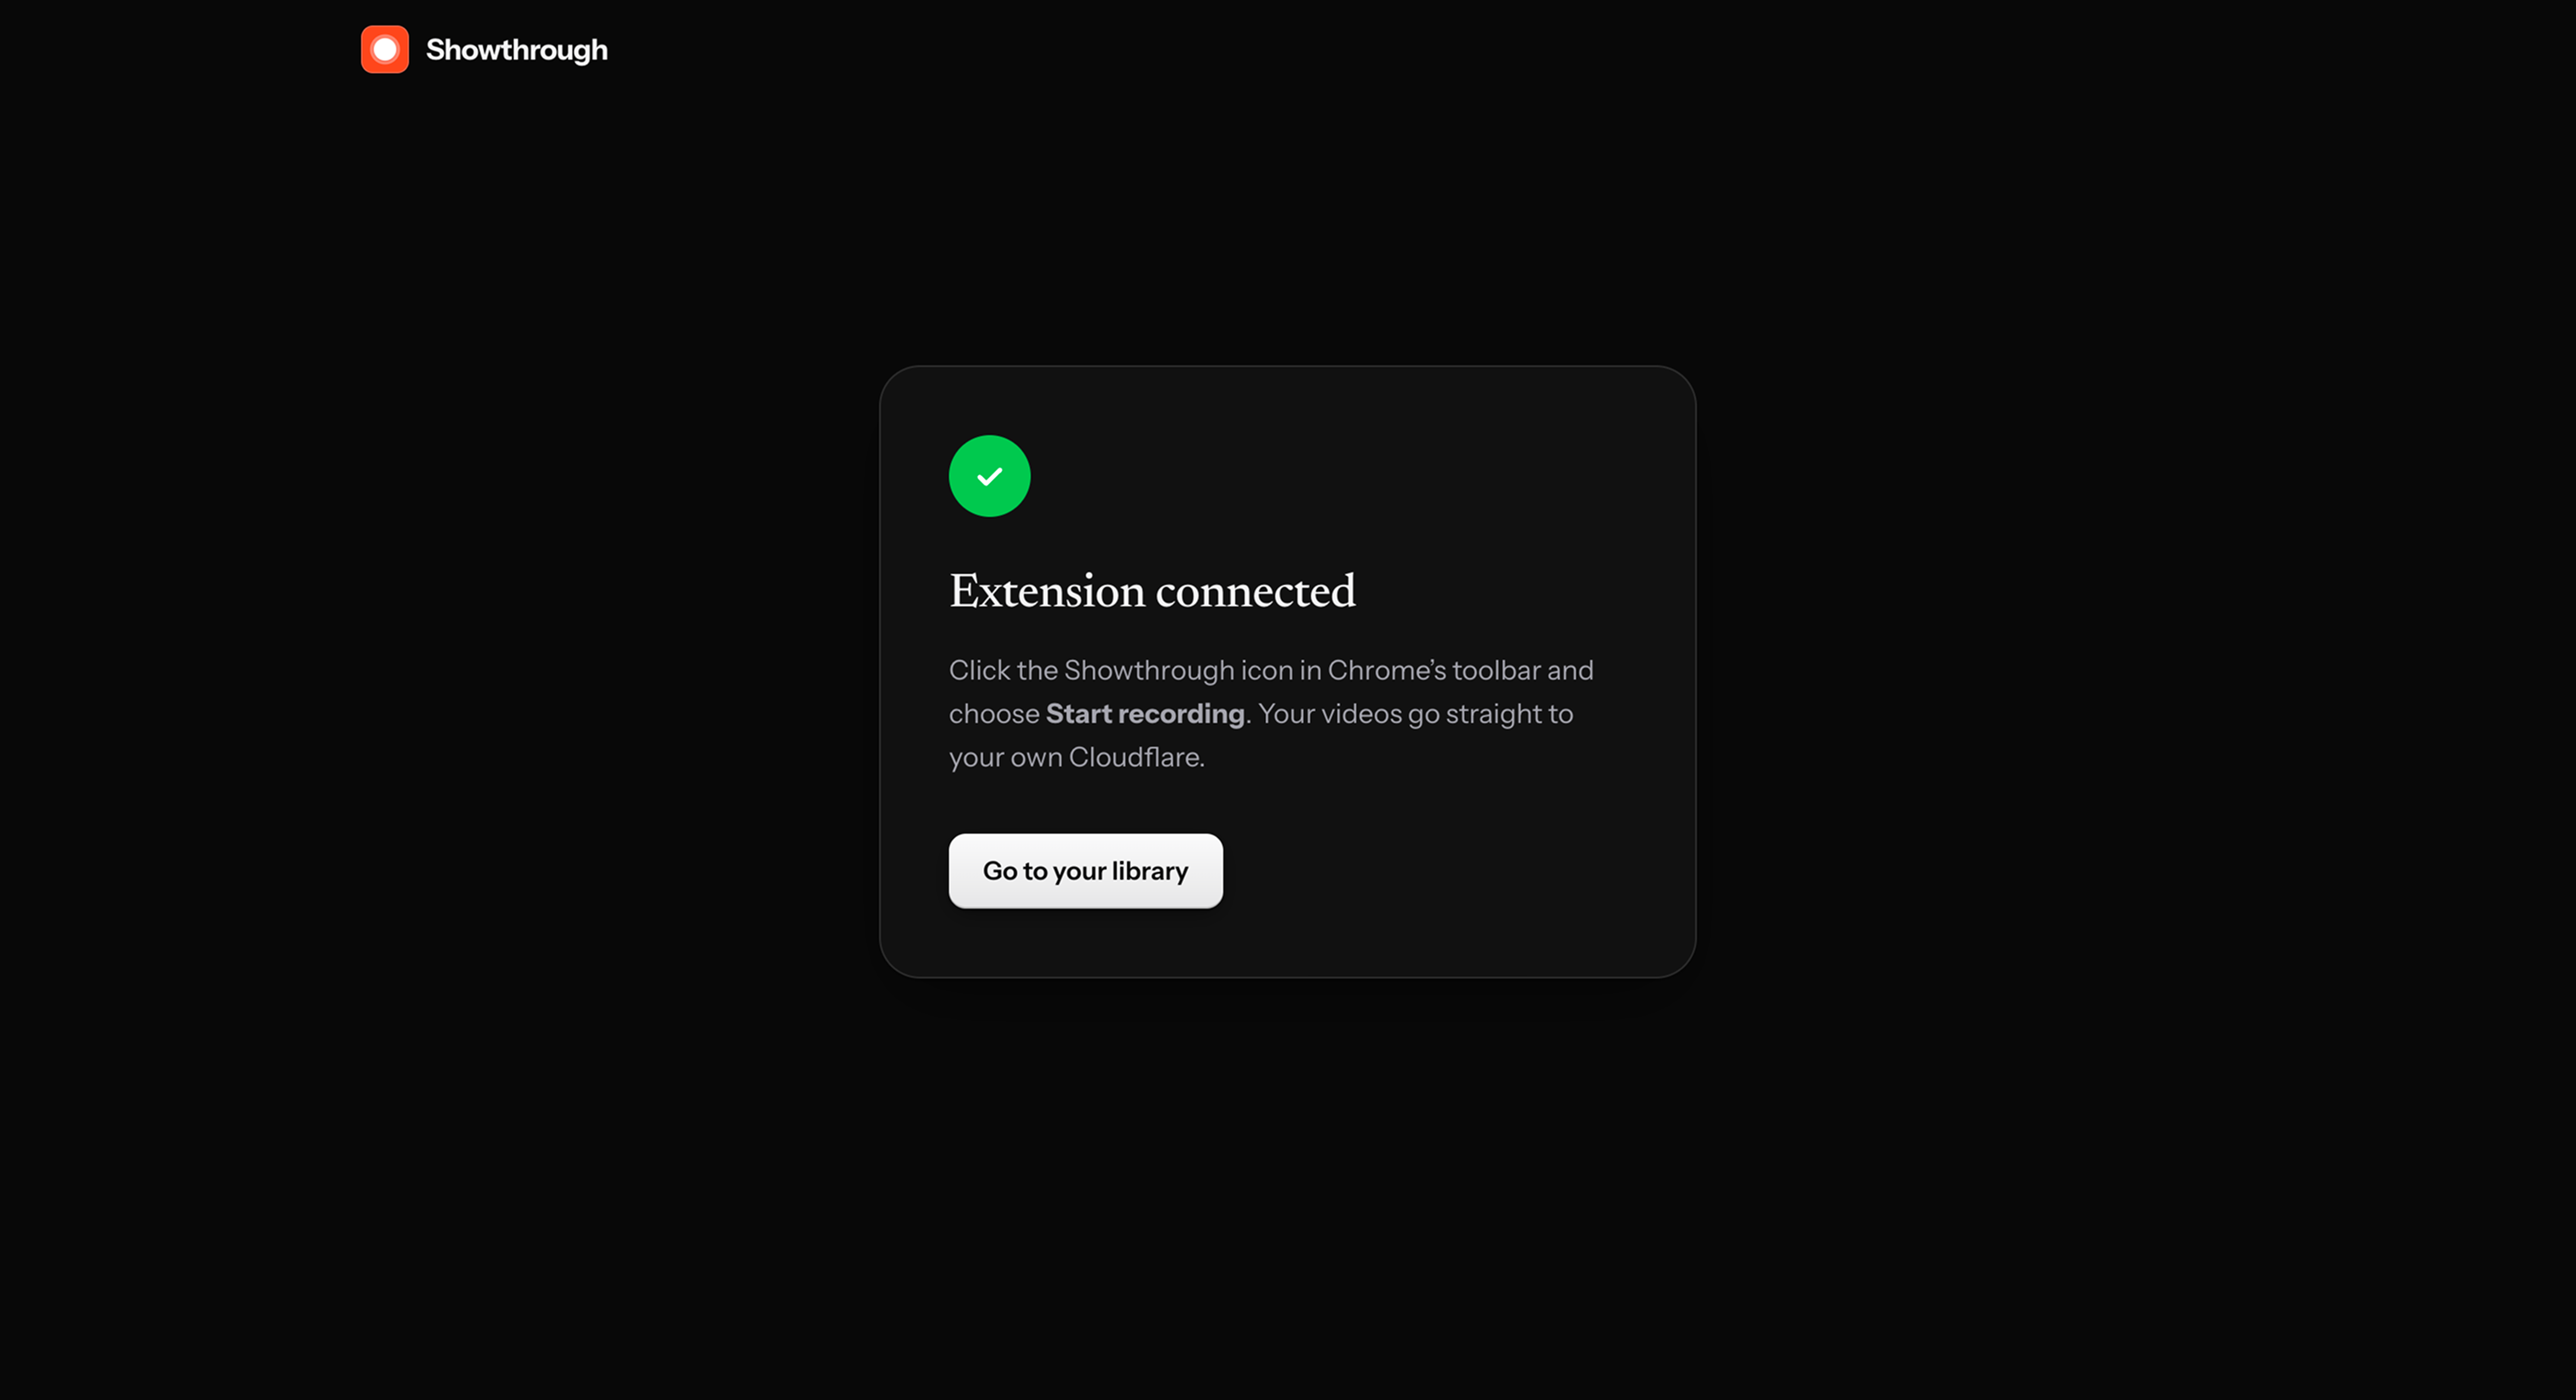 Showthrough
Extension connected
Click the Showthrough icon in Chrome’s toolbar and
choose Start recording. Your videos go straight to
your own Cloudflare.
Go to your library